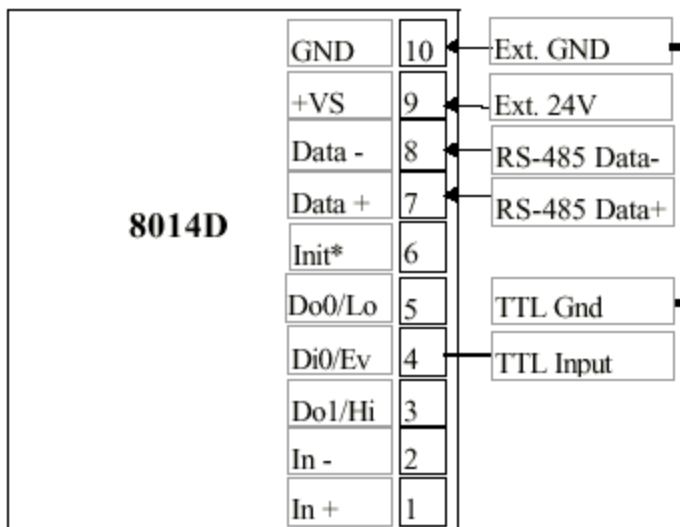 GND 10 Ext. GND
+VS 9 Ext. 24V
Data - 8 RS-485 Data-
Data + 7 RS-485 Data+
8014D
Init* 6
Do0/Lo 5 TTL Gnd
Di0/Ev 4 TTL Input
Do1/Hi 3
In - 2
In + 1